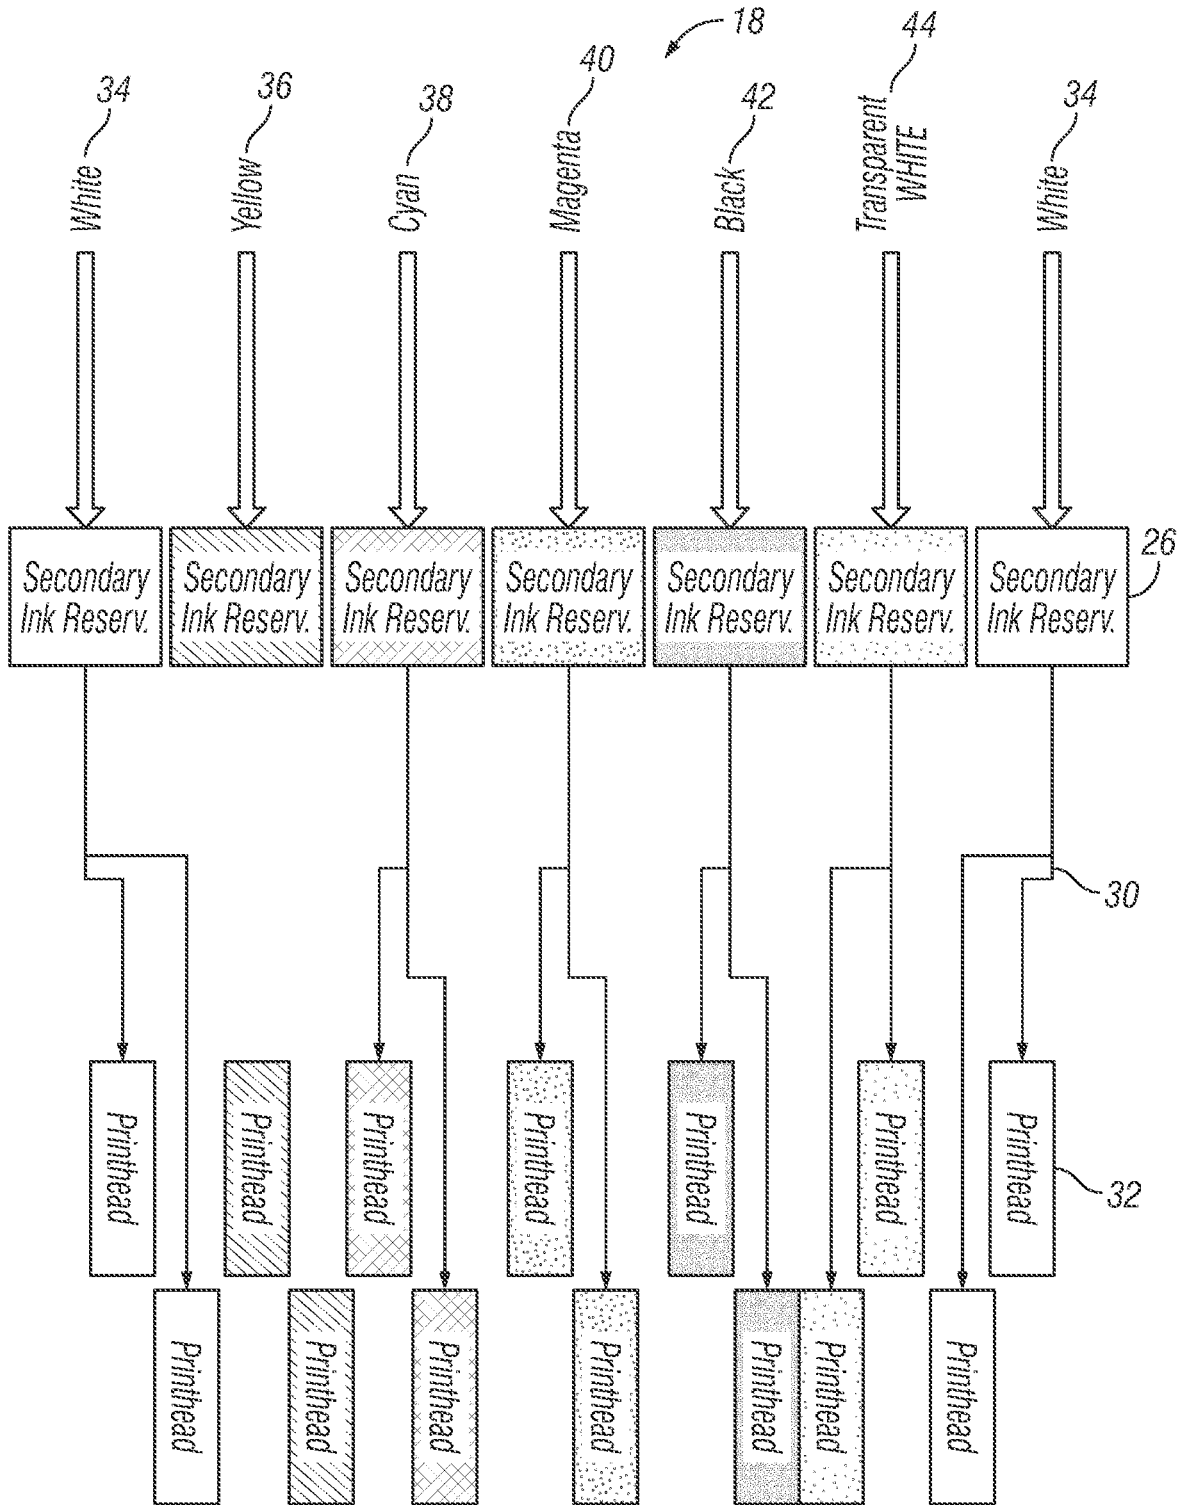 18
34
36
38
40
42
44
34
White
Yellow
Cyan
Magenta
Black
Transparent
WHITE
White
Secondary
Ink Reserv.
Secondary
Ink Reserv.
Secondary
Ink Reserv.
Secondary
Ink Reserv.
Secondary
Ink Reserv.
Secondary
Ink Reserv.
Secondary
Ink Reserv.
26
30
Printhead
Printhead
Printhead
Printhead
Printhead
Printhead
Printhead
32
Printhead
Printhead
Printhead
Printhead
Printhead
Printhead
Printhead